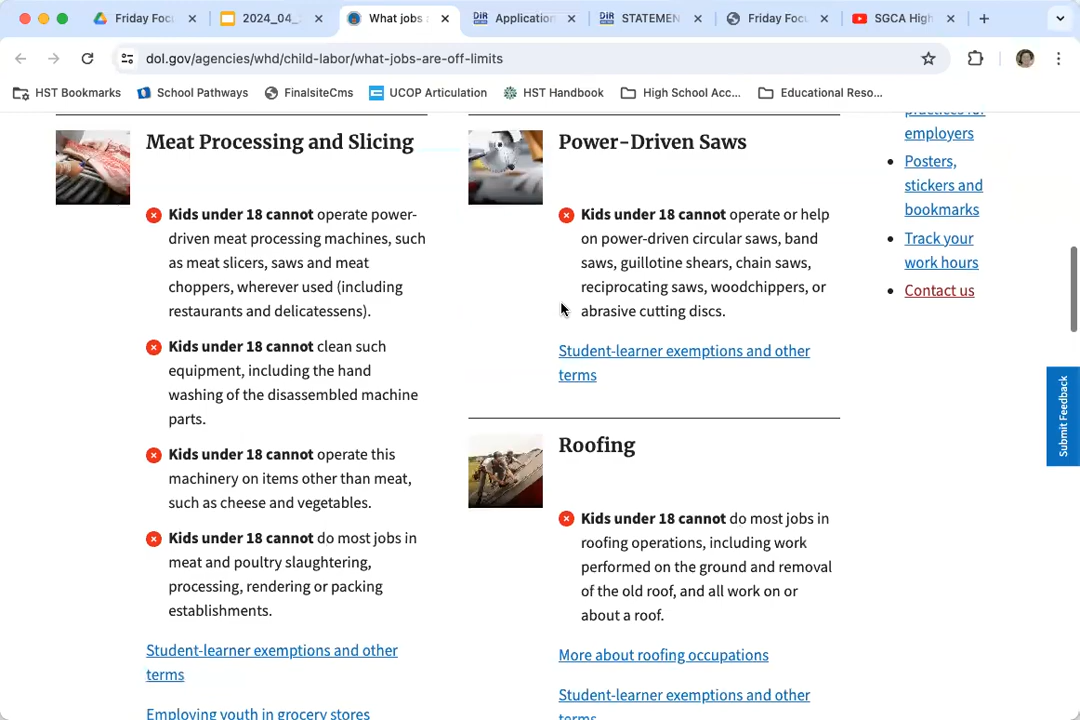 Friday Foc
2024_04_
What jobs
Application
STATEMEN
Friday Foc
SGCA High
dol.gov/agencies/whd/child-labor/what-jobs-are-off-limits
HST Bookmarks
School Pathways
FinalsiteCms
UCOP Articulation
HST Handbook
High School Acc...
Educational Reso...
Meat Processing and Slicing
Kids under 18 cannot operate power-
driven meat processing machines, such
as meat slicers, saws and meat
choppers, wherever used (including
restaurants and delicatessens).
Kids under 18 cannot clean such
equipment, including the hand
washing of the disassembled machine
parts.
Kids under 18 cannot operate this
machinery on items other than meat,
such as cheese and vegetables.
Kids under 18 cannot do most jobs in
meat and poultry slaughtering,
processing, rendering or packing
establishments.
Student-learner exemptions and other
terms
Employing youth in grocery stores
Power-Driven Saws
Kids under 18 cannot operate or help
on power-driven circular saws, band
saws, guillotine shears, chain saws,
reciprocating saws, woodchippers, or
abrasive cutting discs.
Student-learner exemptions and other
terms
Roofing
Kids under 18 cannot do most jobs in
roofing operations, including work
performed on the ground and removal
of the old roof, and all work on or
about a roof.
More about roofing occupations
Student-learner exemptions and other
terms
practices for
employers
Posters,
stickers and
bookmarks
Track your
work hours
Contact us
Submit Feedback